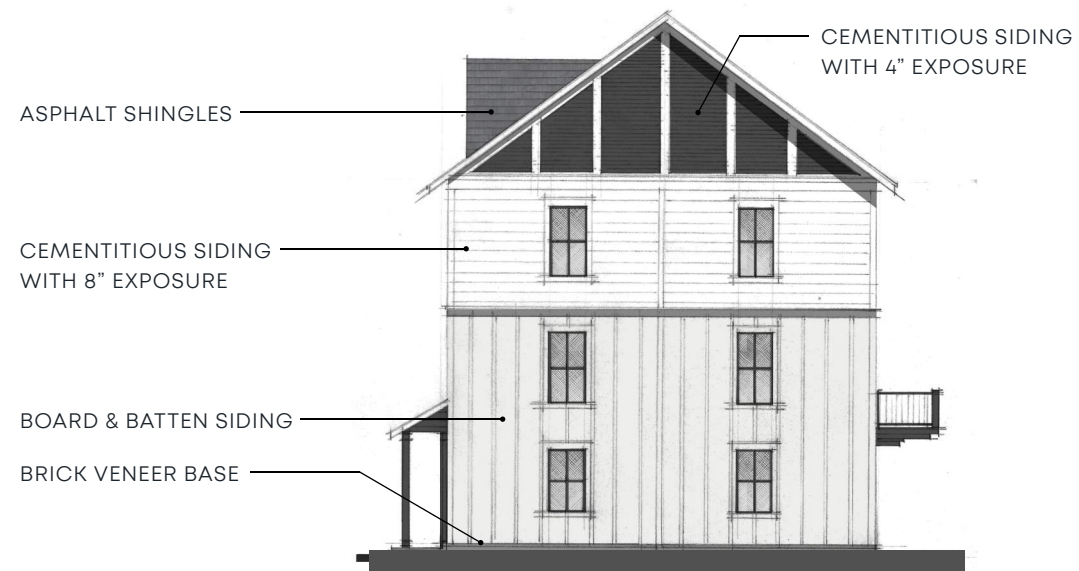 CEMENTITIOUS SIDING
WITH 4” EXPOSURE
ASPHALT SHINGLES
CEMENTITIOUS SIDING
WITH 8” EXPOSURE
BOARD & BATTEN SIDING
BRICK VENEER BASE